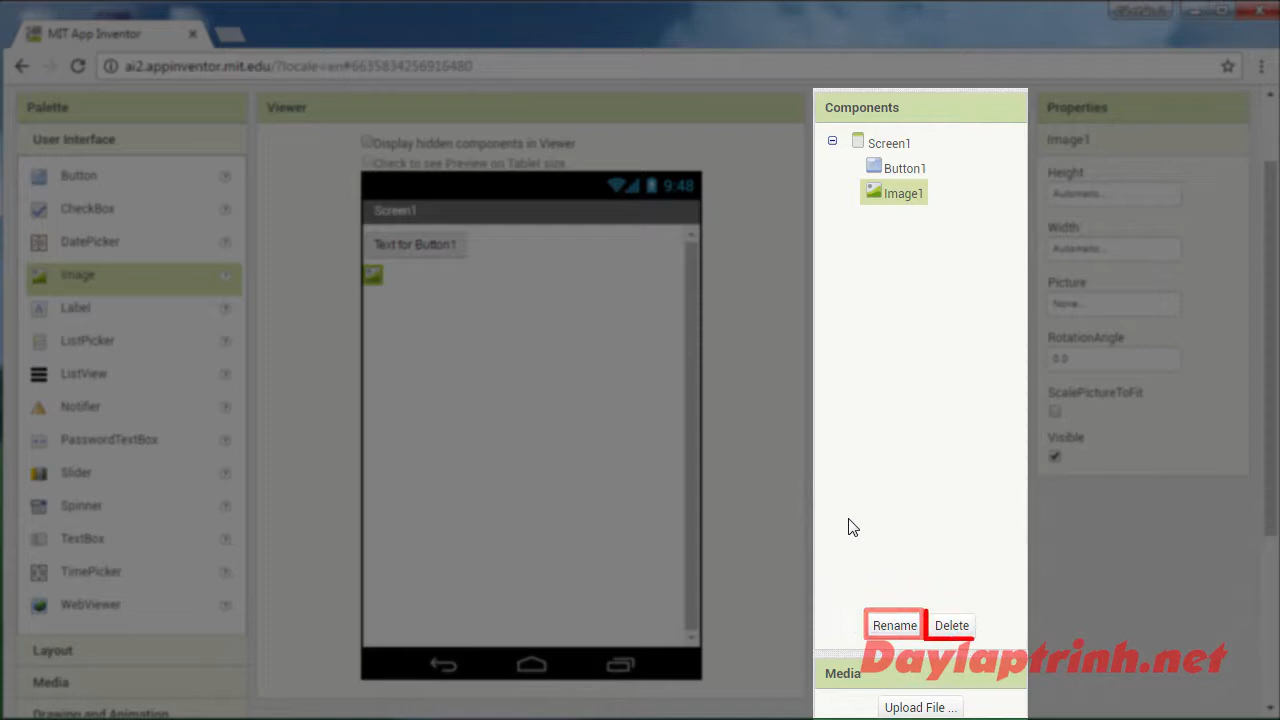 MIT App Inventor
ai2.appinventor.mit.edu/?locale=en#6635834256916480
Palette
User Interface
Button
CheckBox
DatePicker
Image
Label
ListPicker
ListView
Notifier
PasswordTextBox
Slider
Spinner
TextBox
TimePicker
WebViewer
Layout
Media
Drawing and Animation
Viewer
Display hidden components in Viewer
Check to see Preview on Tablet size.
9:48
Screen1
Text for Button1
Components
Screen1
Button1
Image1
Rename Delete
Media
Upload File ...
Properties
Image1
Height
Automatic...
Width
Automatic...
Picture
None...
RotationAngle
0.0
ScalePictureToFit
Visible
Daylaptrinh.net